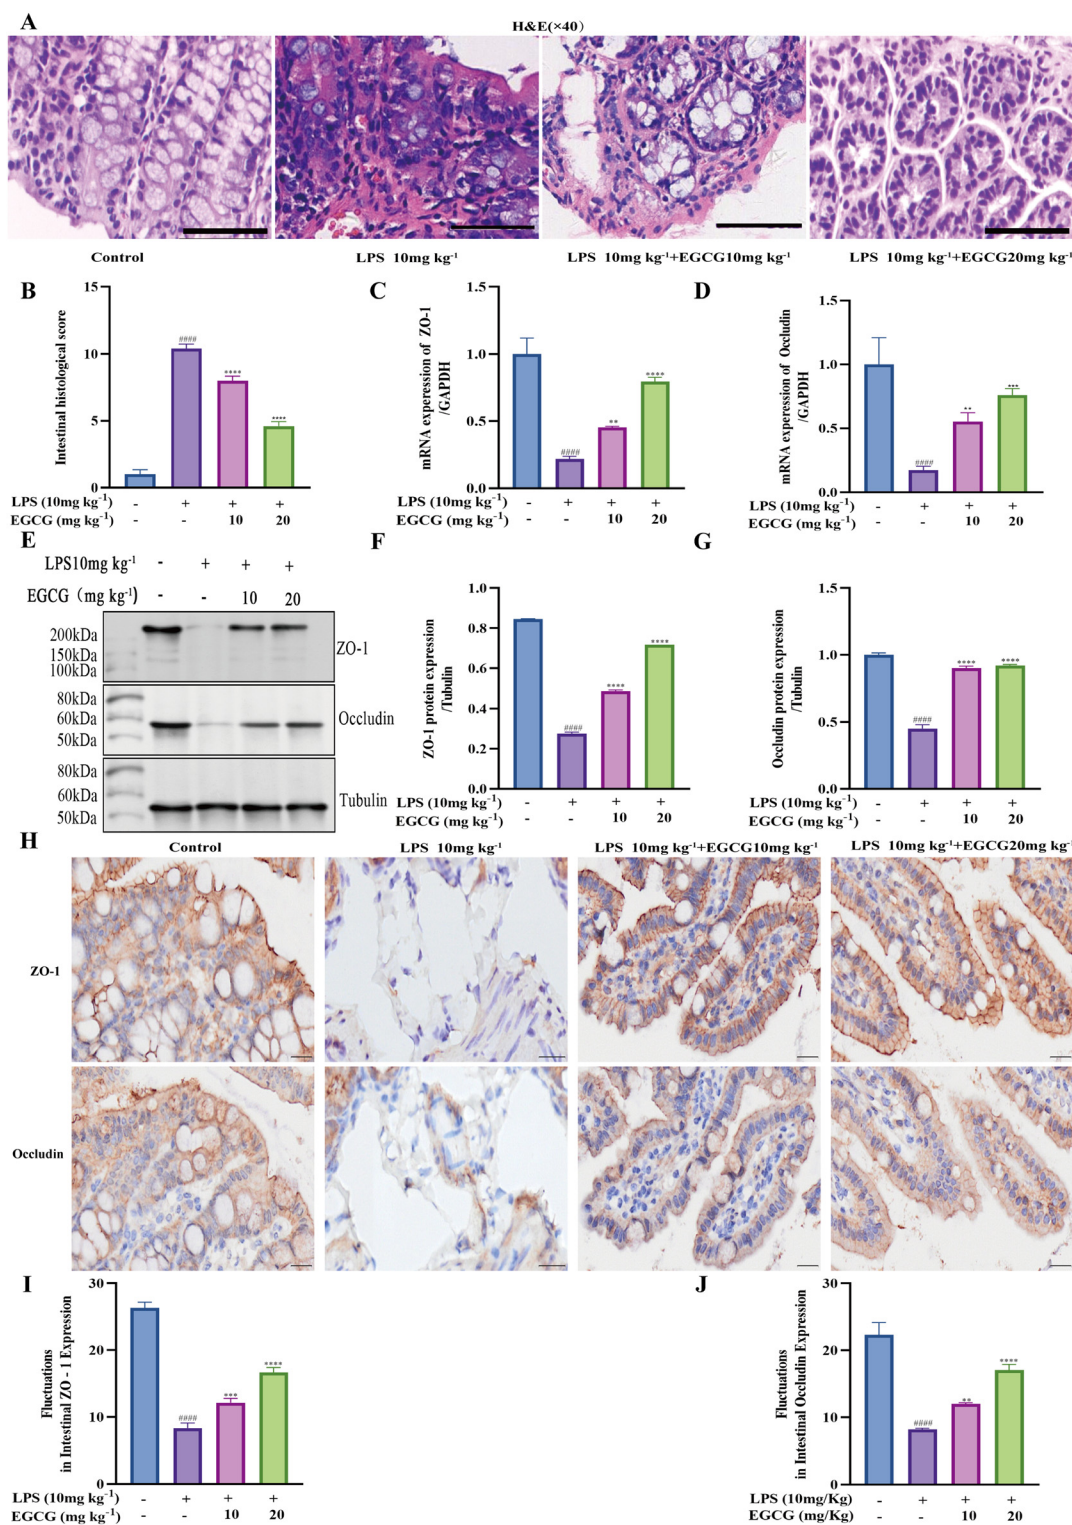 A
H&E(×40)
Control
LPS 10mg kg⁻¹
LPS 10mg kg⁻¹+EGCG10mg kg⁻¹
LPS 10mg kg⁻¹+EGCG20mg kg⁻¹
B
Intestinal histological score
15
10
5
0
####
****
****
LPS (10mg kg⁻¹) - + + +
EGCG (mg kg⁻¹) - - 10 20
C
mRNA experession of ZO-1
/GAPDH
1.5
1.0
0.5
0.0
####
**
****
LPS (10mg kg⁻¹) - + + +
EGCG (mg kg⁻¹) - - 10 20
D
mRNA experession of Occludin
/GAPDH
1.5
1.0
0.5
0.0
####
**
***
LPS (10mg kg⁻¹) - + + +
EGCG (mg kg⁻¹) - - 10 20
E
LPS10mg kg⁻¹ - + + +
EGCG (mg kg⁻¹) - - 10 20
200kDa
150kDa
100kDa
ZO-1
80kDa
60kDa
50kDa
Occludin
80kDa
60kDa
50kDa
Tubulin
F
ZO-1 protein expression
/Tubulin
0.8
0.6
0.4
0.2
0.0
####
****
****
LPS (10mg kg⁻¹) - + + +
EGCG (mg kg⁻¹) - - 10 20
G
Occludin protein expression
/Tubulin
1.5
1.0
0.5
0.0
####
****
****
LPS (10mg kg⁻¹) - + + +
EGCG (mg kg⁻¹) - - 10 20
H
Control
LPS 10mg kg⁻¹
LPS 10mg kg⁻¹+EGCG10mg kg⁻¹
LPS 10mg kg⁻¹+EGCG20mg kg⁻¹
ZO-1
Occludin
I
Fluctuations
in Intestinal ZO - 1 Expression
30
20
10
0
####
***
****
LPS (10mg kg⁻¹) - + + +
EGCG (mg kg⁻¹) - - 10 20
J
Fluctuations
in Intestinal Occludin Expression
30
20
10
0
####
**
****
LPS (10mg/Kg) - + + +
EGCG (mg/Kg) - - 10 20